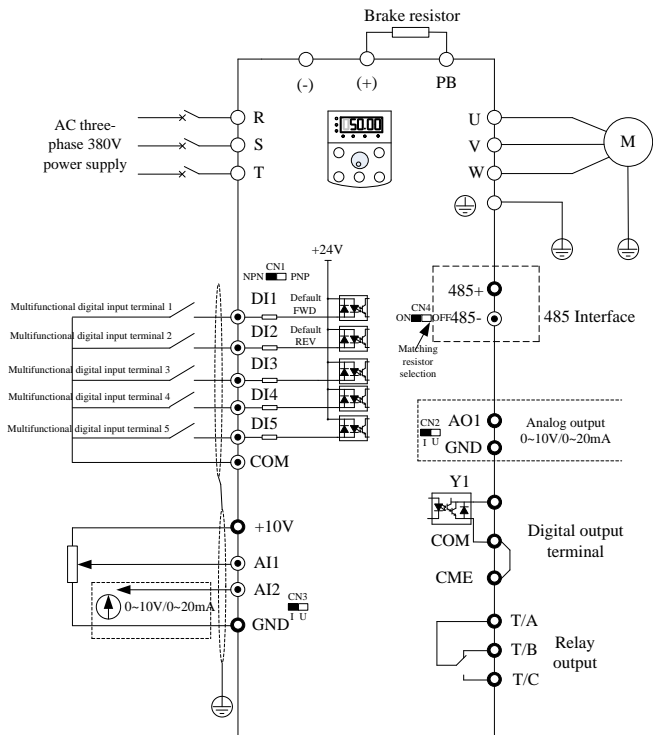 Brake resistor
(-)
(+)
PB
AC three-
phase 380V
power supply
R
S
T
50.00
U
V
W
M
+24V
CN1
NPN PNP
Multifunctional digital input terminal 1
DI1
Default
FWD
Multifunctional digital input terminal 2
DI2
Default
REV
Multifunctional digital input terminal 3
DI3
Multifunctional digital input terminal 4
DI4
Multifunctional digital input terminal 5
DI5
COM
485+
CN4
ON OFF
485-
485 Interface
Matching
resistor
selection
CN2
I U
AO1
GND
Analog output
0~10V/0~20mA
Y1
COM
CME
Digital output
terminal
+10V
AI1
AI2
0~10V/0~20mA
CN3
I U
GND
T/A
T/B
T/C
Relay
output